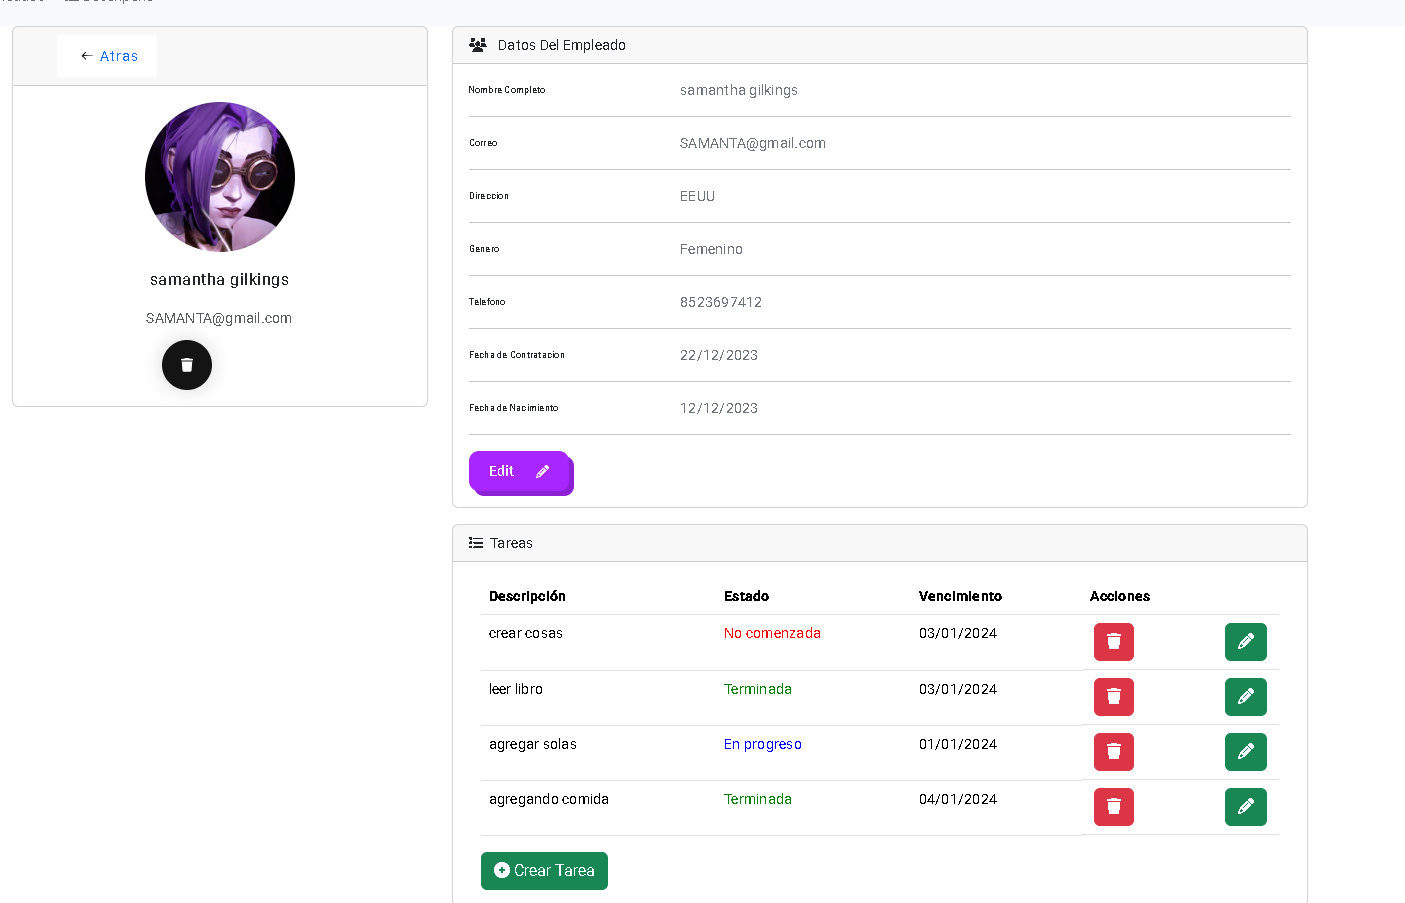 Atras
samantha gilkings
SAMANTA@gmail.com
Datos Del Empleado
Nombre Completo samantha gilkings
Correo SAMANTA@gmail.com
Direccion EEUU
Genero Femenino
Telefono 8523697412
Fecha de Contratacion 22/12/2023
Fecha de Nacimiento 12/12/2023
Edit
Tareas
Descripción Estado Vencimiento Acciones
crear cosas No comenzada 03/01/2024
leer libro Terminada 03/01/2024
agregar solas En progreso 01/01/2024
agregando comida Terminada 04/01/2024
Crear Tarea